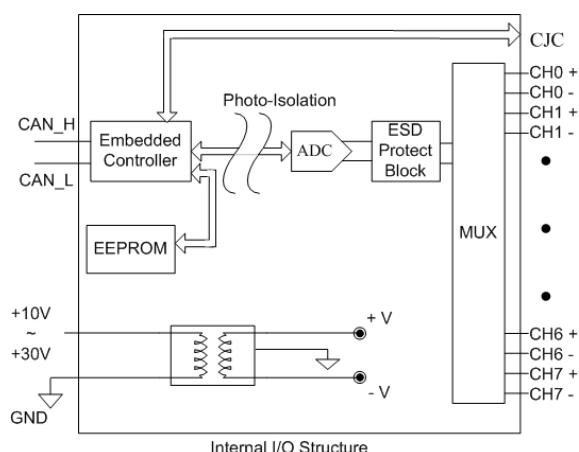 CJC
CH0 +
CH0 -
CH1 +
CH1 -
Photo-Isolation
CAN_H
CAN_L
Embedded
Controller
ADC
ESD
Protect
Block
MUX
EEPROM
+10V
~
+30V
GND
+ V
- V
CH6 +
CH6 -
CH7 +
CH7 -
Internal I/O Structure